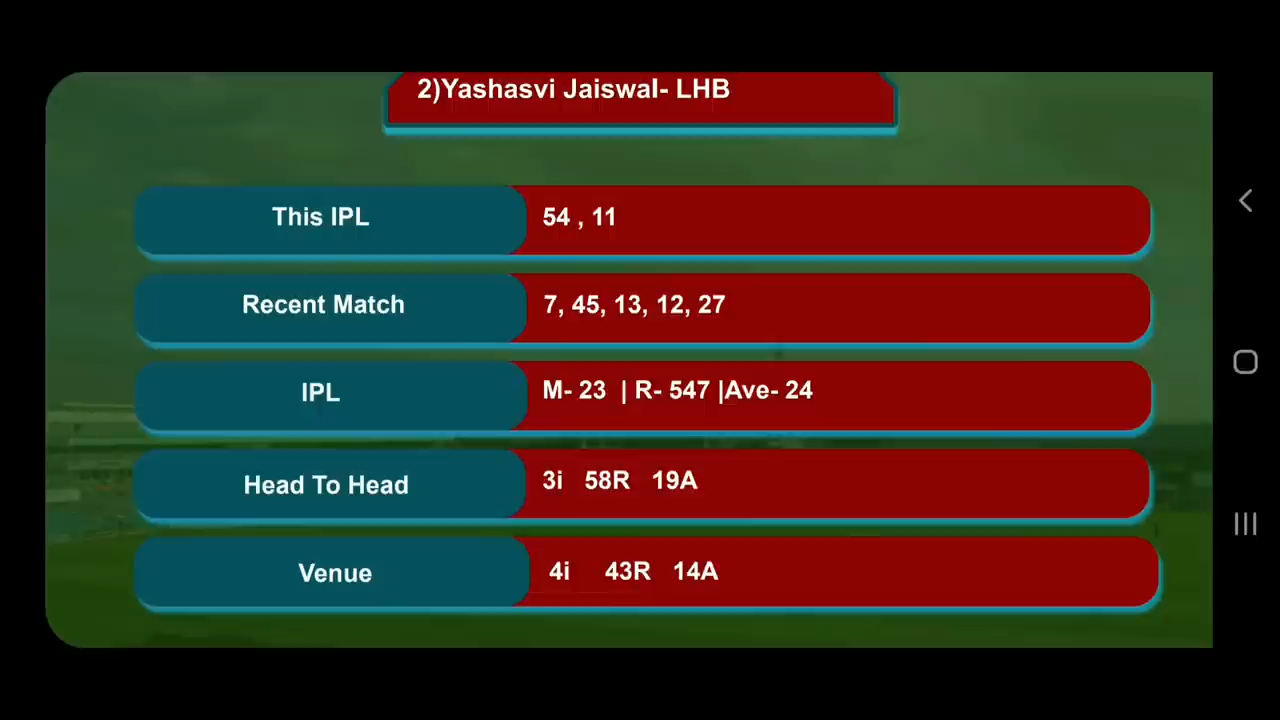 2)Yashasvi Jaiswal- LHB
This IPL 54 , 11
Recent Match 7, 45, 13, 12, 27
IPL M- 23 | R- 547 |Ave- 24
Head To Head 3i 58R 19A
Venue 4i 43R 14A